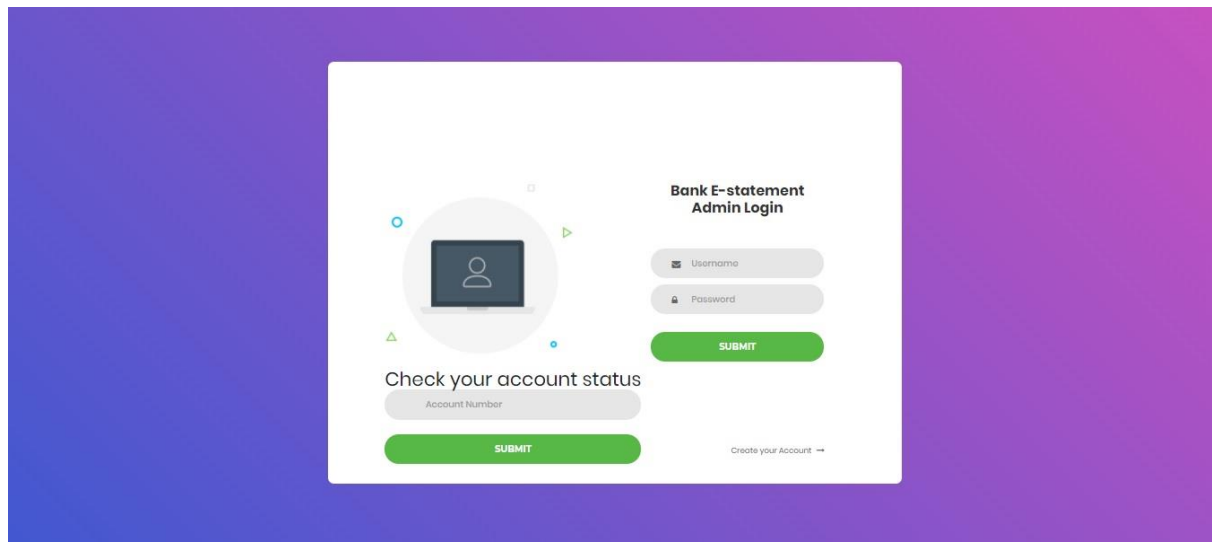 Bank E-statement
Admin Login
Username
Password
SUBMIT
Check your account status
Account Number
SUBMIT
Create your Account →